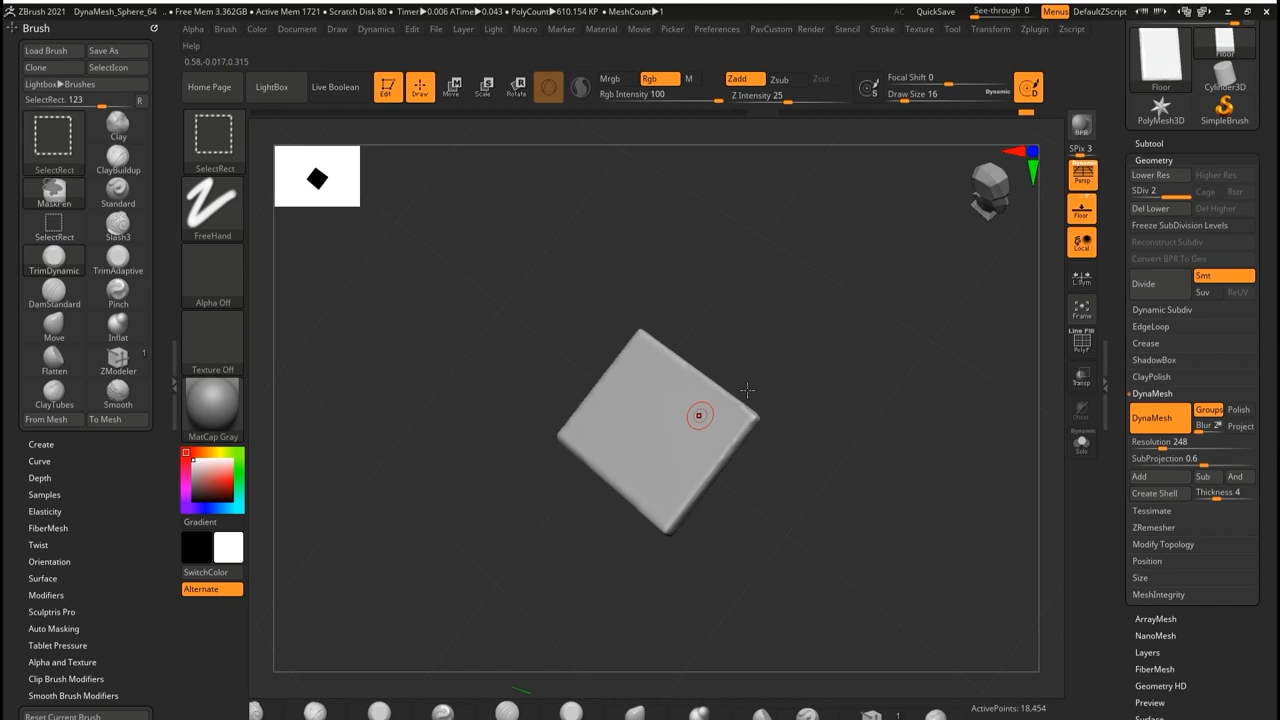 ZBrush 2021 DynaMesh_Sphere_64 .. • Free Mem 3.362GB • Active Mem 1721 • Scratch Disk 80 • Timer▶0.006 ATime▶0.043 • PolyCount▶610.154 KP • MeshCount▶1 AC QuickSave See-through 0 Menus DefaultZScript
Brush
Alpha Brush Color Document Draw Dynamics Edit File Layer Light Macro Marker Material Movie Picker Preferences PavCustom Render Stencil Stroke Texture Tool Transform Zplugin Zscript
Help
0.58,-0.017,0.315
Load Brush Save As
Clone SelectIcon
Lightbox▶Brushes
SelectRect. 123 R
Home Page LightBox Live Boolean
Edit Draw Move Scale Rotate
Mrgb Rgb M
Rgb Intensity 100
Zadd Zsub Zcut
Z Intensity 25
S
Focal Shift 0
Draw Size 16 Dynamic
D
SelectRect Clay
ClayBuildup
MaskPen Standard
SelectRect Slash3
TrimDynamic TrimAdaptive
DamStandard Pinch
Move Inflat
Flatten ZModeler
1
ClayTubes Smooth
From Mesh To Mesh
Create
Curve
Depth
Samples
Elasticity
FiberMesh
Twist
Orientation
Surface
Modifiers
Sculptris Pro
Auto Masking
Tablet Pressure
Alpha and Texture
Clip Brush Modifiers
Smooth Brush Modifiers
Reset Current Brush
SelectRect
FreeHand
Alpha Off
Texture Off
MatCap Gray
Gradient
SwitchColor
Alternate
BPR
SPix 3
Dynamic
Persp
Floor
Local
L.Sym
Frame
Line Fill
PolyF
Transp
Ghost
Dynamic
Solo
Floor
Floor Cylinder3D
PolyMesh3D SimpleBrush
Subtool
Geometry
Lower Res Higher Res
SDiv 2 Cage Rstr
Del Lower Del Higher
Freeze SubDivision Levels
Reconstruct Subdiv
Convert BPR To Geo
Divide Smt
Suv ReUV
Dynamic Subdiv
EdgeLoop
Crease
ShadowBox
ClayPolish
DynaMesh
DynaMesh Groups Polish
Blur 2 Project
Resolution 248
SubProjection 0.6
Add Sub And
Create Shell Thickness 4
Tessimate
ZRemesher
Modify Topology
Position
Size
MeshIntegrity
ArrayMesh
NanoMesh
Layers
FiberMesh
Geometry HD
Preview
Surface
1
ActivePoints: 18,454